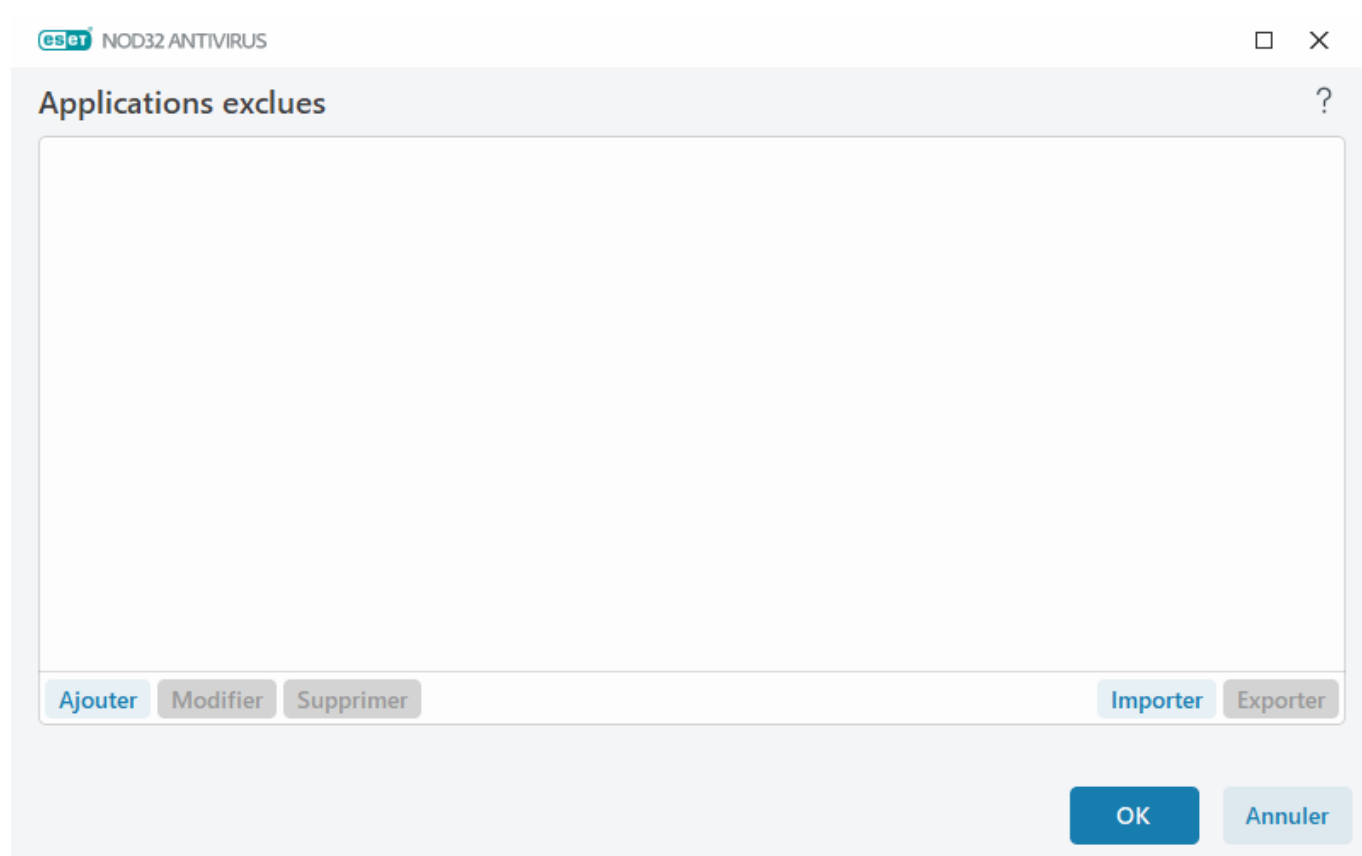 eset NOD32 ANTIVIRUS
Applications exclues ?
Ajouter Modifier Supprimer Importer Exporter
OK Annuler